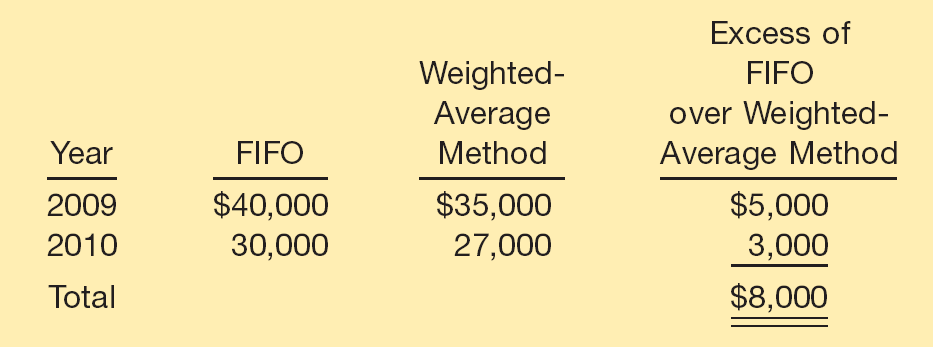 Excess of
Weighted- FIFO
Average over Weighted-
Year FIFO Method Average Method
2009 $40,000 $35,000 $5,000
2010 30,000 27,000 3,000
Total $8,000